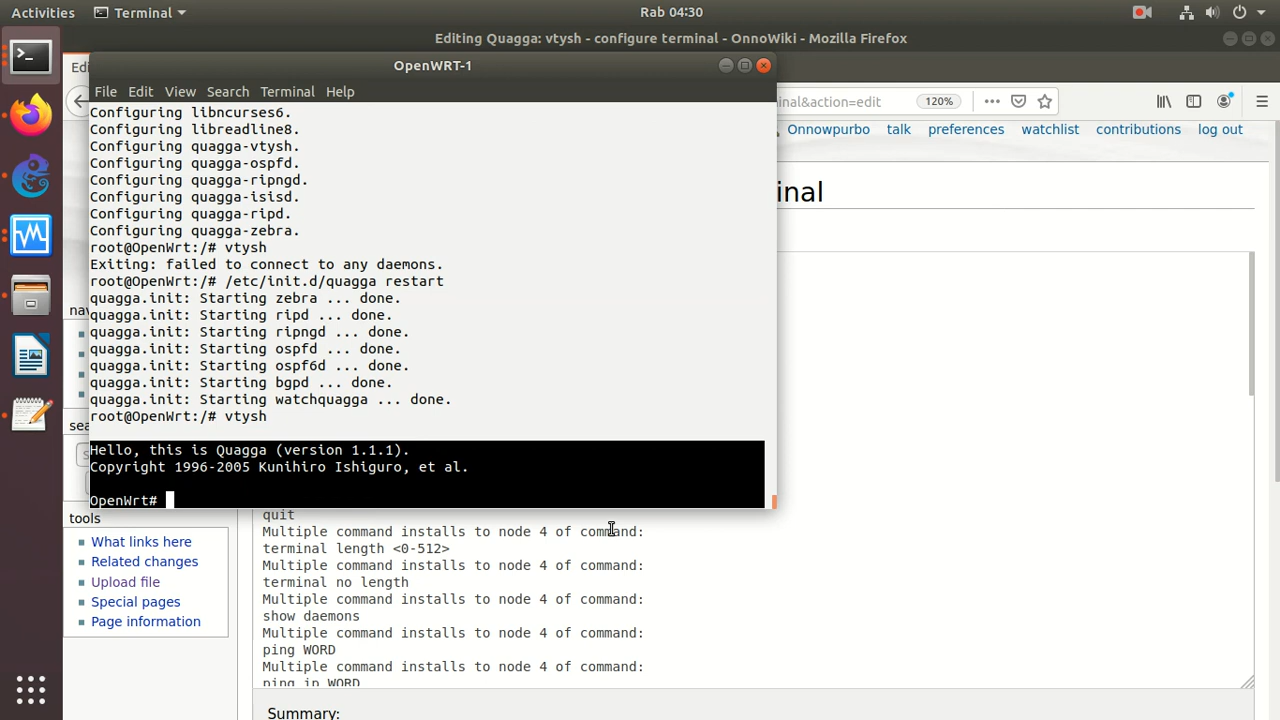 Activities
Terminal
Rab 04:30
Editing Quagga: vtysh - configure terminal - OnnoWiki - Mozilla Firefox
OpenWRT-1
File Edit View Search Terminal Help
Configuring libncurses6.
Configuring libreadline8.
Configuring quagga-vtysh.
Configuring quagga-ospfd.
Configuring quagga-ripngd.
Configuring quagga-isisd.
Configuring quagga-ripd.
Configuring quagga-zebra.
root@OpenWrt:/# vtysh
Exiting: failed to connect to any daemons.
root@OpenWrt:/# /etc/init.d/quagga restart
quagga.init: Starting zebra ... done.
quagga.init: Starting ripd ... done.
quagga.init: Starting ripngd ... done.
quagga.init: Starting ospfd ... done.
quagga.init: Starting ospf6d ... done.
quagga.init: Starting bgpd ... done.
quagga.init: Starting watchquagga ... done.
root@OpenWrt:/# vtysh
Hello, this is Quagga (version 1.1.1).
Copyright 1996-2005 Kunihiro Ishiguro, et al.
OpenWrt#
Edi
inal&action=edit
120%
Onnowpurbo talk preferences watchlist contributions log out
inal
nav
sea
S
tools
What links here
Related changes
Upload file
Special pages
Page information
quit
Multiple command installs to node 4 of command:
terminal length <0-512>
Multiple command installs to node 4 of command:
terminal no length
Multiple command installs to node 4 of command:
show daemons
Multiple command installs to node 4 of command:
ping WORD
Multiple command installs to node 4 of command:
ping ip WORD
Summary: